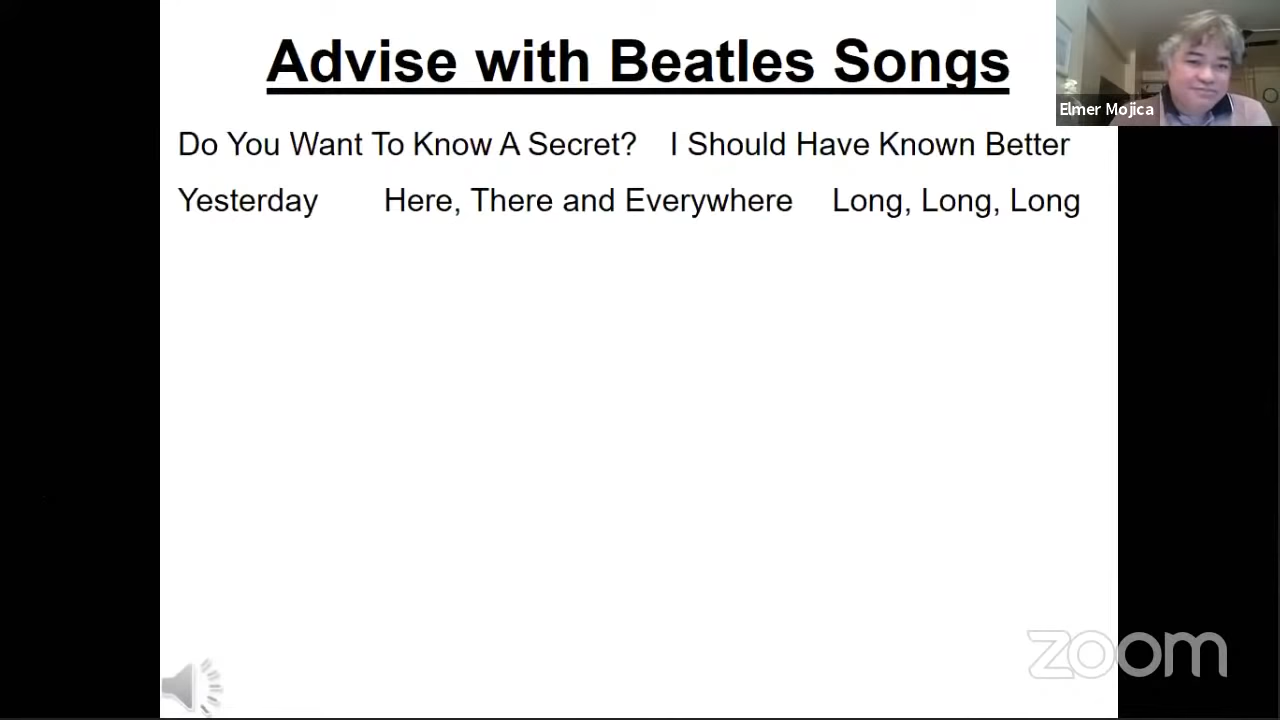 Advise with Beatles Songs
Elmer Mojica
Do You Want To Know A Secret? I Should Have Known Better
Yesterday Here, There and Everywhere Long, Long, Long
zoom